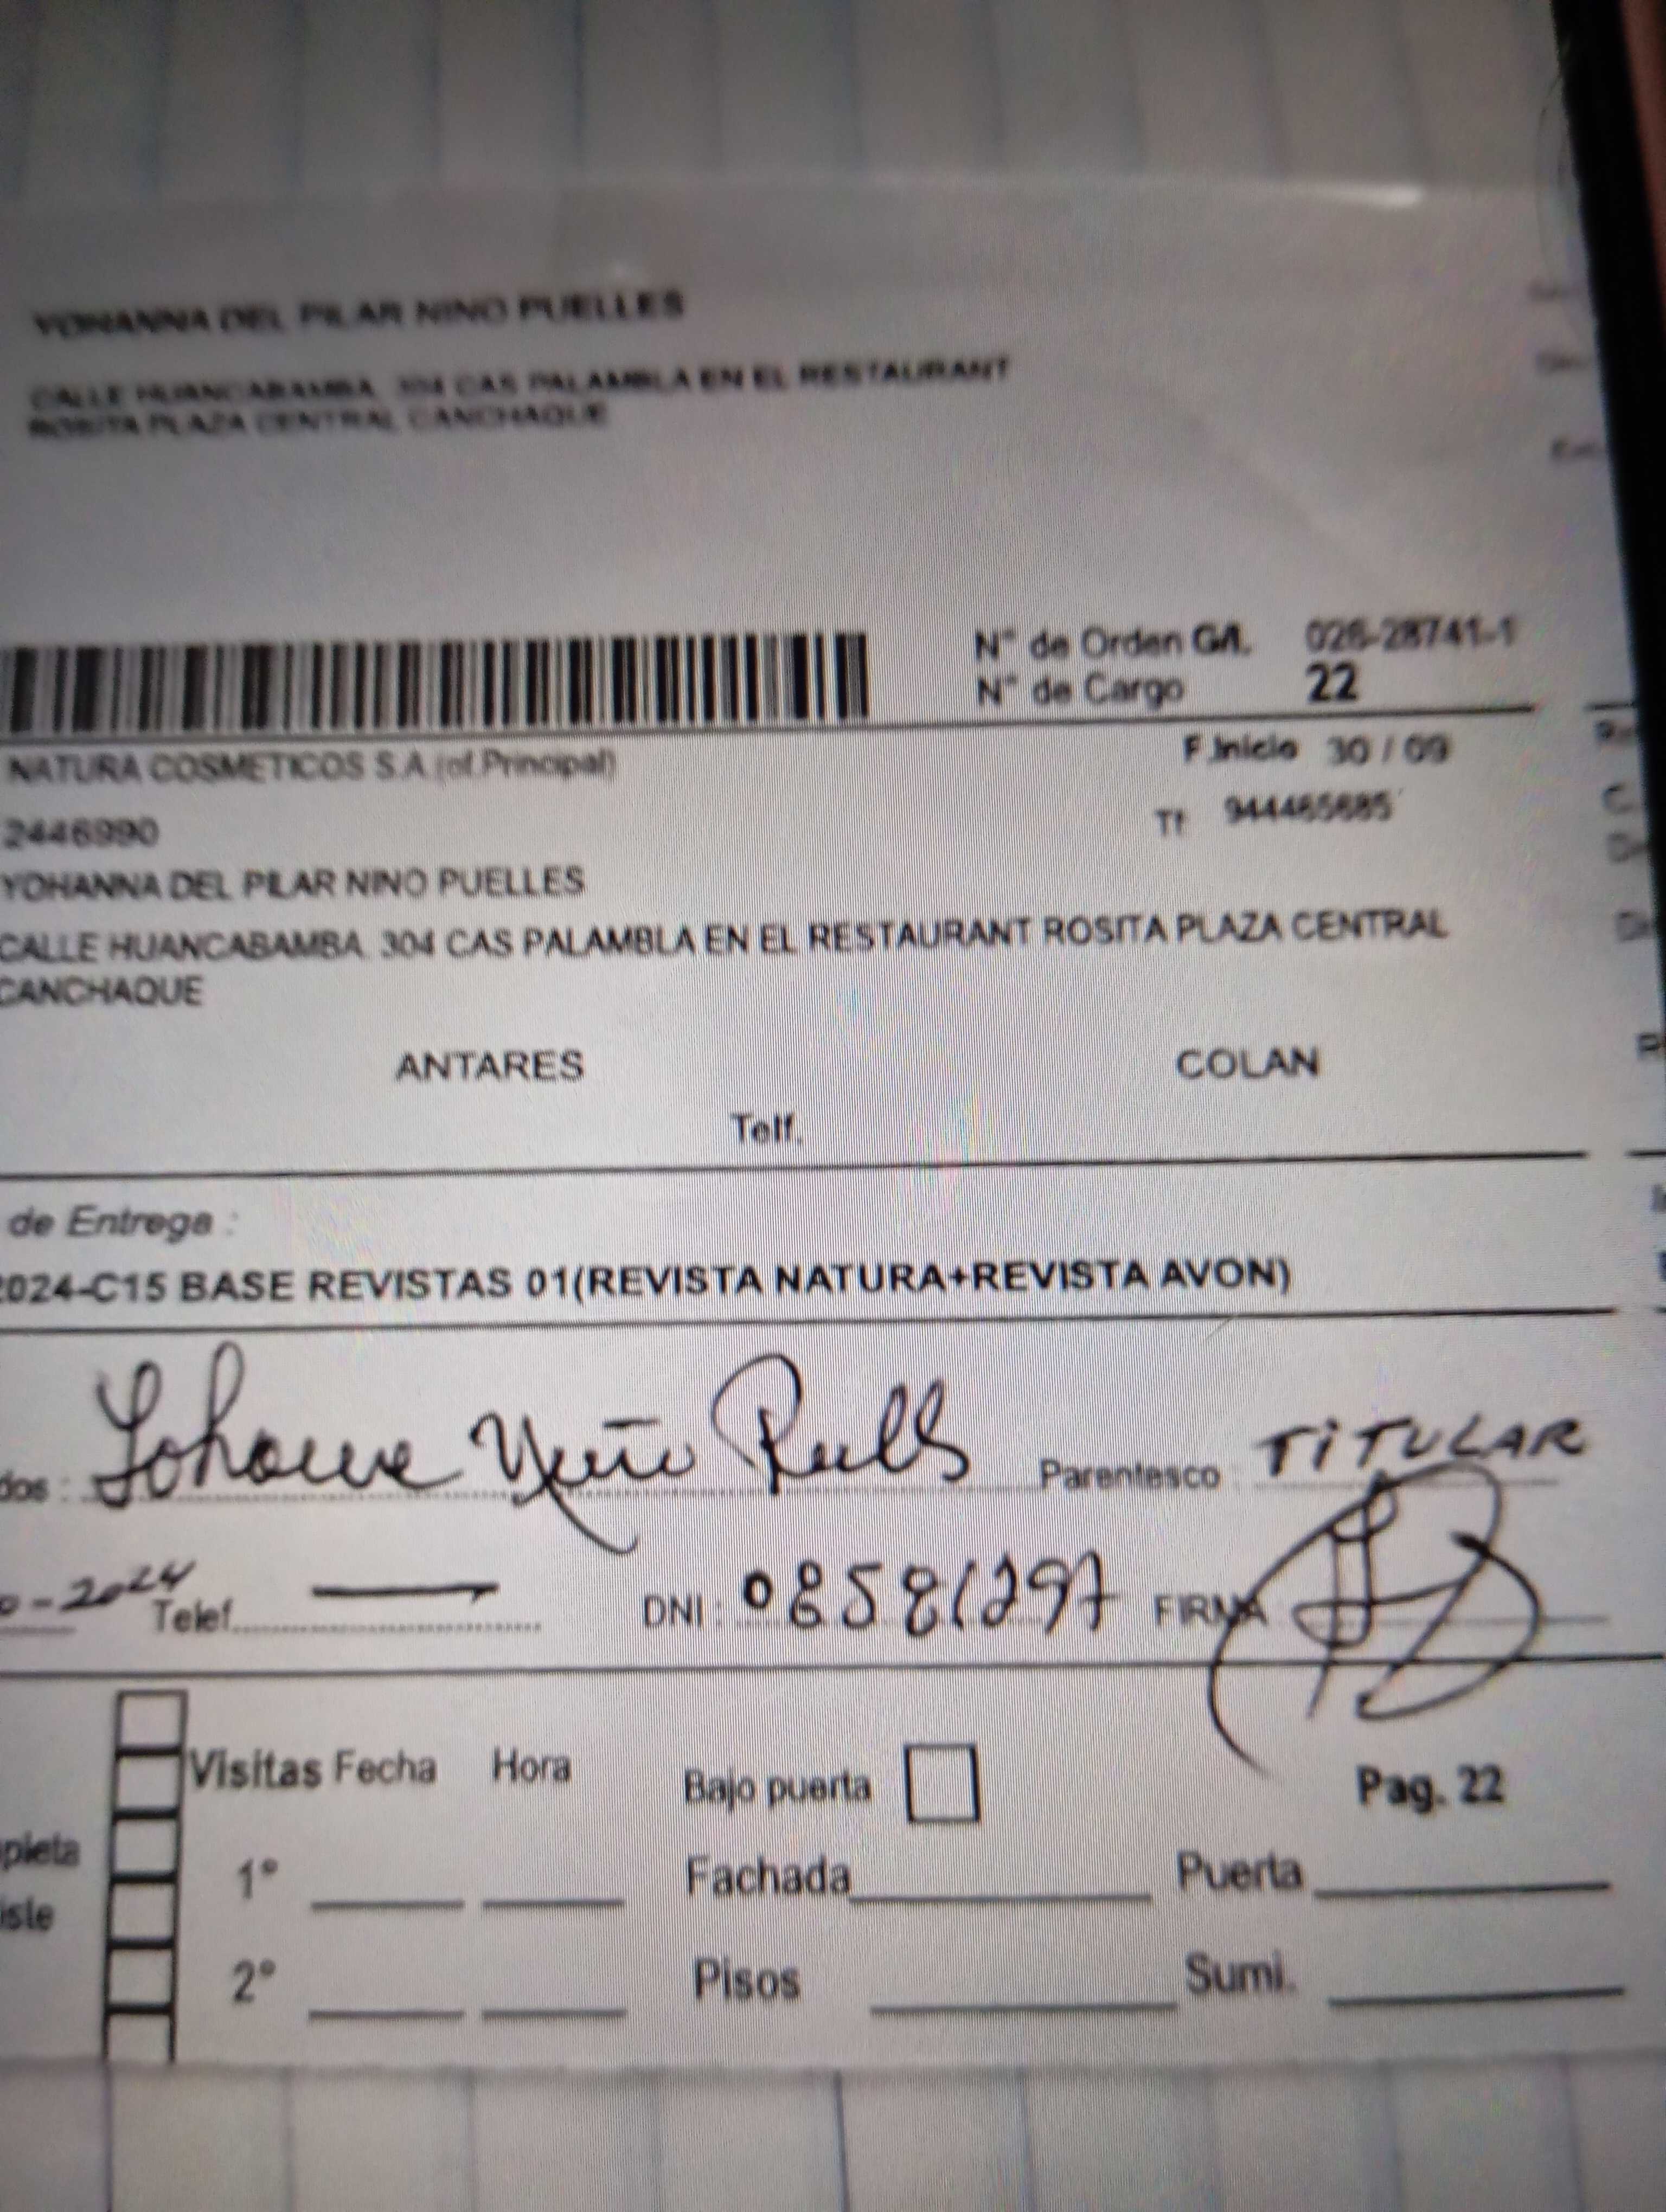 YOHANNA DEL PILAR NINO PUELLES
CALLE HUANCABAMBA. 304 CAS PALAMBLA EN EL RESTAURANT
ROSITA PLAZA CENTRAL CANCHAQUE
N° de Orden G/I. 026-28741-1
N° de Cargo 22
NATURA COSMETICOS S.A.(of.Principal)
F.Inicio 30 / 09
2446990
Tf 944465685
YOHANNA DEL PILAR NINO PUELLES
CALLE HUANCABAMBA. 304 CAS PALAMBLA EN EL RESTAURANT ROSITA PLAZA CENTRAL
CANCHAQUE
ANTARES COLAN
Telf.
de Entrega :
2024-C15 BASE REVISTAS 01(REVISTA NATURA+REVISTA AVON)
dos : Parentesco TITULAR
-2024 Telef. DNI : 08581297 FIRMA
Visitas Fecha Hora Bajo puerta Pag. 22
pleta
1° Fachada Puerta
isle
2° Pisos Sumi.